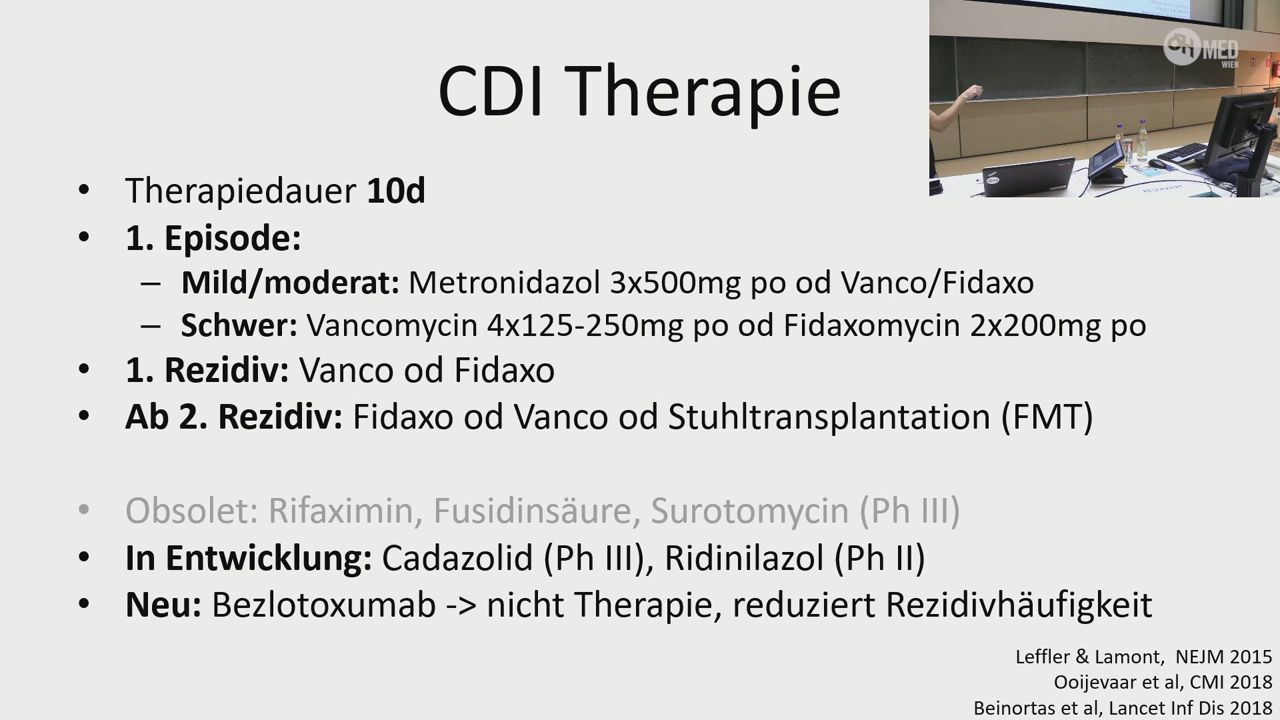 CDI Therapie
ÖH MED
WIEN
• Therapiedauer 10d
• 1. Episode:
– Mild/moderat: Metronidazol 3x500mg po od Vanco/Fidaxo
– Schwer: Vancomycin 4x125-250mg po od Fidaxomycin 2x200mg po
• 1. Rezidiv: Vanco od Fidaxo
• Ab 2. Rezidiv: Fidaxo od Vanco od Stuhltransplantation (FMT)
• Obsolet: Rifaximin, Fusidinsäure, Surotomycin (Ph III)
• In Entwicklung: Cadazolid (Ph III), Ridinilazol (Ph II)
• Neu: Bezlotoxumab -> nicht Therapie, reduziert Rezidivhäufigkeit
Leffler & Lamont, NEJM 2015
Ooijevaar et al, CMI 2018
Beinortas et al, Lancet Inf Dis 2018